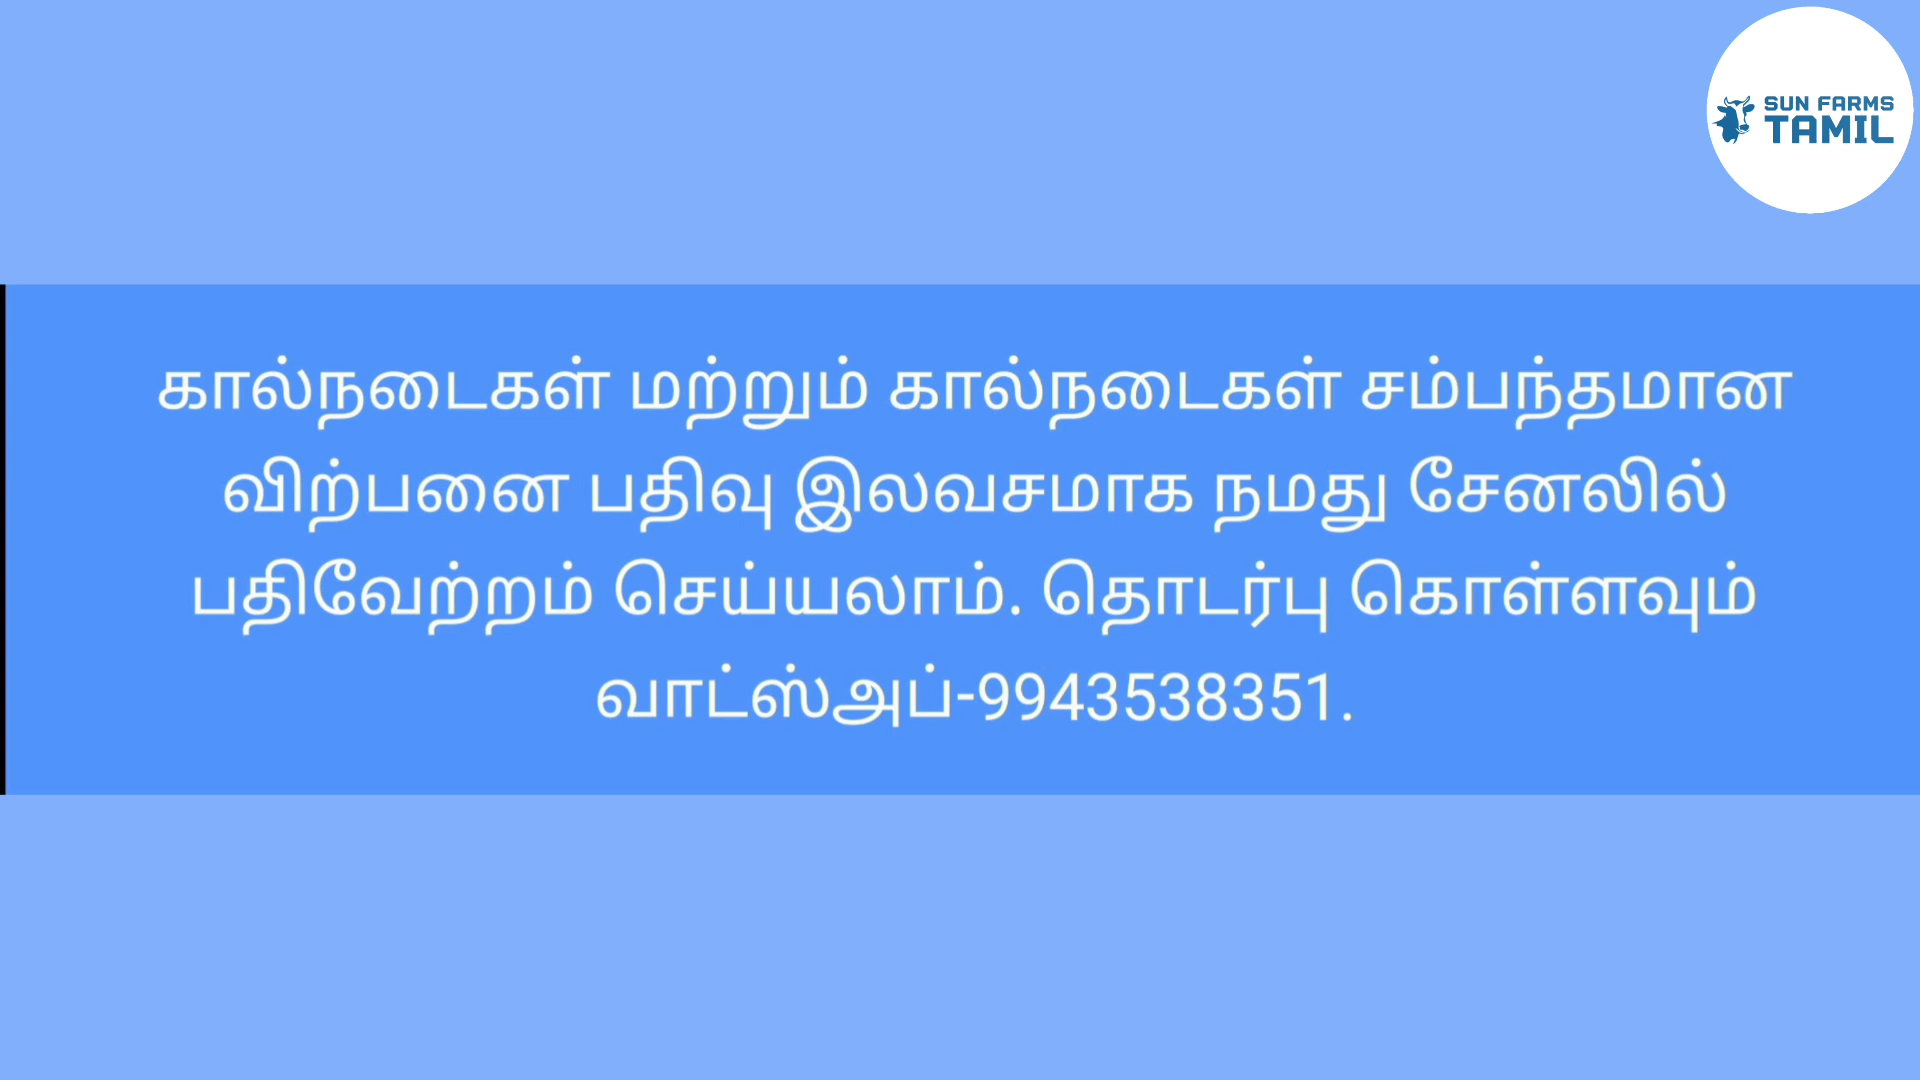 SUN FARMS
TAMIL
கால்நடைகள் மற்றும் கால்நடைகள் சம்பந்தமான
விற்பனை பதிவு இலவசமாக நமது சேனலில்
பதிவேற்றம் செய்யலாம். தொடர்பு கொள்ளவும்
வாட்ஸ்அப்-9943538351.